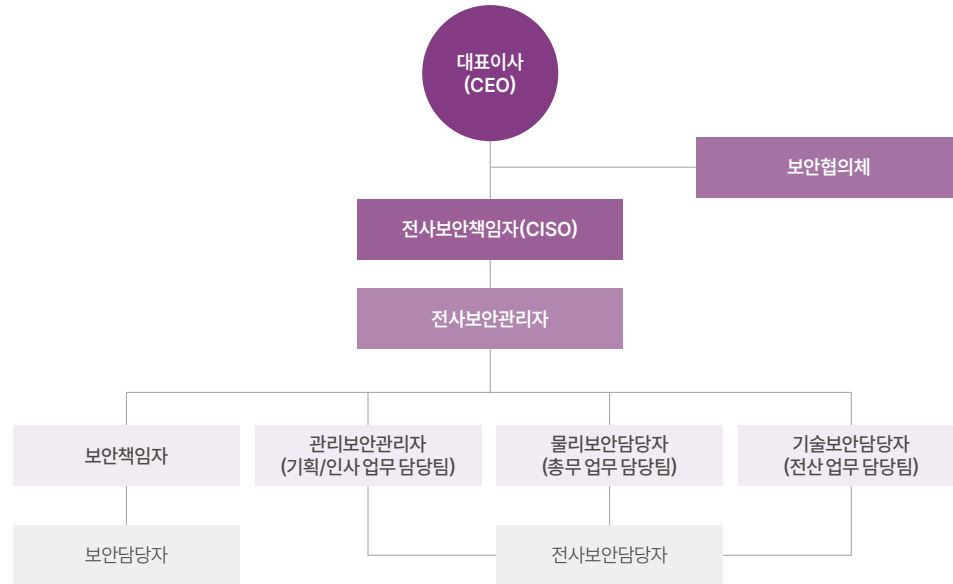 대표이사
(CEO)
보안협의체
전사보안책임자(CISO)
전사보안관리자
보안책임자
관리보안관리자
(기획/인사 업무 담당팀)
물리보안담당자
(총무 업무 담당팀)
기술보안담당자
(전산 업무 담당팀)
보안담당자
전사보안담당자